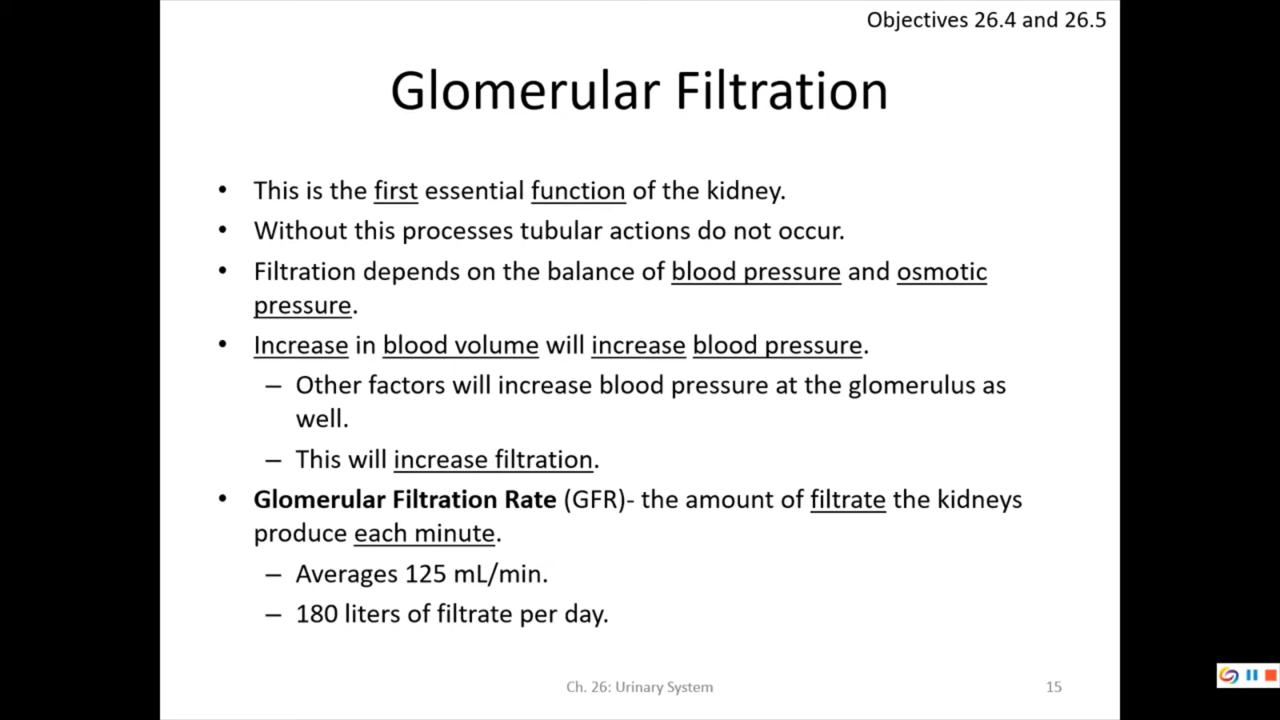 Objectives 26.4 and 26.5
Glomerular Filtration
• This is the first essential function of the kidney.
• Without this processes tubular actions do not occur.
• Filtration depends on the balance of blood pressure and osmotic
pressure.
• Increase in blood volume will increase blood pressure.
– Other factors will increase blood pressure at the glomerulus as
well.
– This will increase filtration.
• Glomerular Filtration Rate (GFR)- the amount of filtrate the kidneys
produce each minute.
– Averages 125 mL/min.
– 180 liters of filtrate per day.
Ch. 26: Urinary System
15